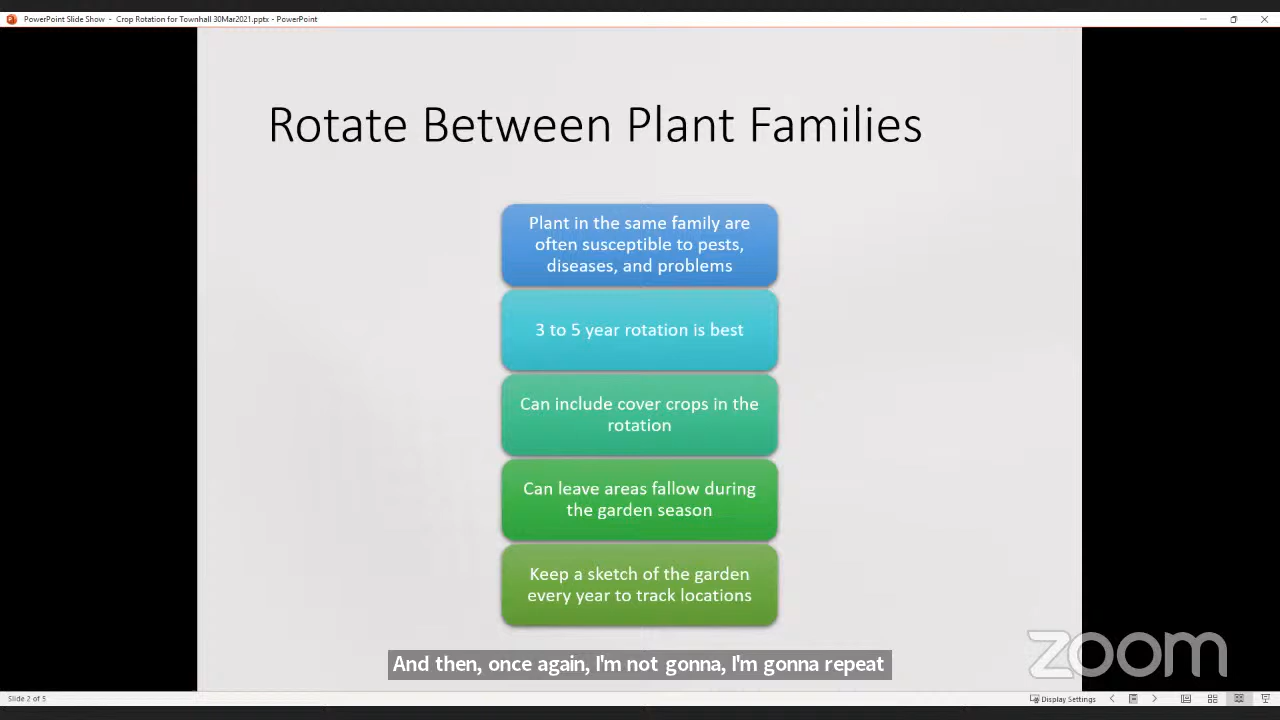 PowerPoint Slide Show - Crop Rotation for Townhall 30Mar2021.pptx - PowerPoint
Rotate Between Plant Families
Plant in the same family are
often susceptible to pests,
diseases, and problems
3 to 5 year rotation is best
Can include cover crops in the
rotation
Can leave areas fallow during
the garden season
Keep a sketch of the garden
every year to track locations
And then, once again, I'm not gonna, I'm gonna repeat
zoom
Slide 2 of 5
Display Settings